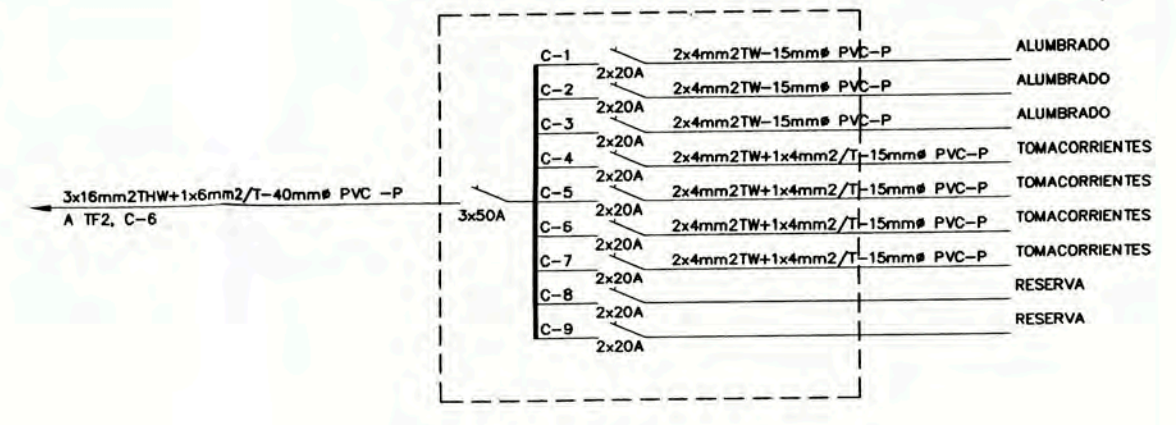 C-1 2x4mm2TW-15mmø PVC-P ALUMBRADO
2x20A
C-2 2x4mm2TW-15mmø PVC-P ALUMBRADO
2x20A
C-3 2x4mm2TW-15mmø PVC-P ALUMBRADO
2x20A
C-4 2x4mm2TW+1x4mm2/T-15mmø PVC-P TOMACORRIENTES
2x20A
3x16mm2THW+1x6mm2/T-40mmø PVC -P
A TF2, C-6
3x50A
C-5 2x4mm2TW+1x4mm2/T-15mmø PVC-P TOMACORRIENTES
2x20A
C-6 2x4mm2TW+1x4mm2/T-15mmø PVC-P TOMACORRIENTES
2x20A
C-7 2x4mm2TW+1x4mm2/T-15mmø PVC-P TOMACORRIENTES
2x20A
C-8 RESERVA
2x20A
C-9 RESERVA
2x20A